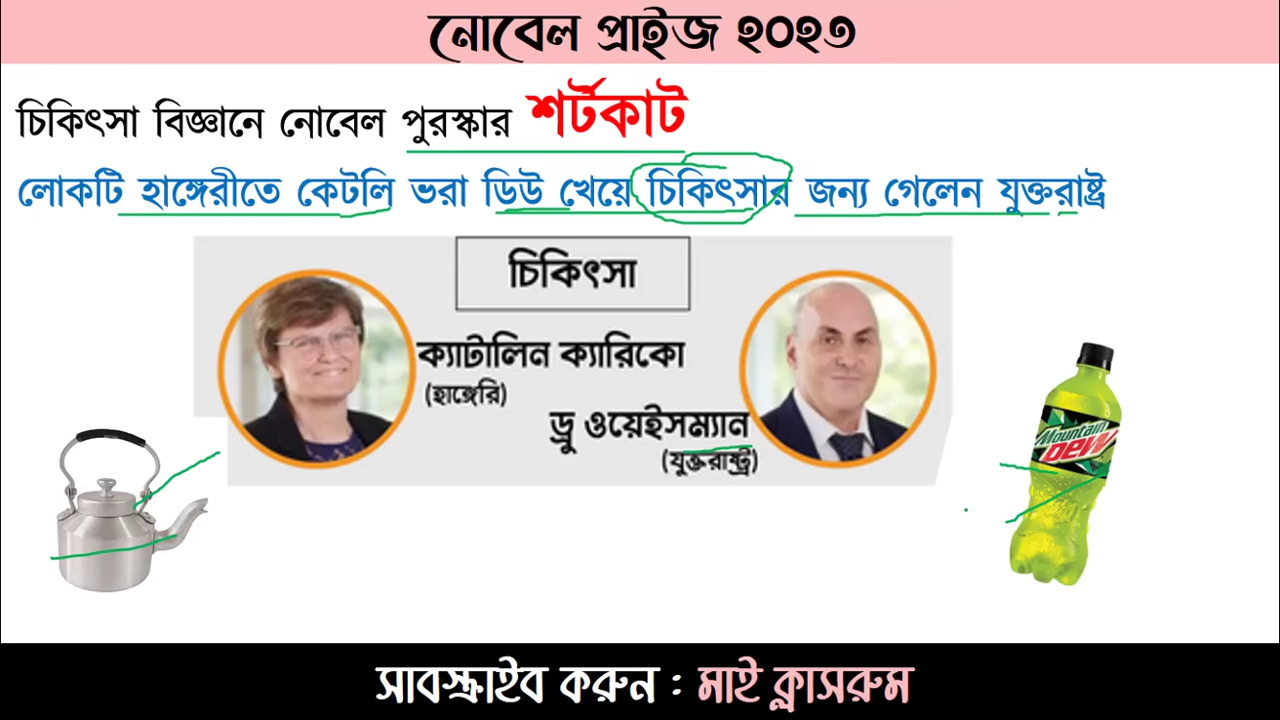 নোবেল প্রাইজ ২০২৩
চিকিৎসা বিজ্ঞানে নোবেল পুরস্কার শর্টকাট
লোকটি হাঙ্গেরীতে কেটলি ভরা ডিউ খেয়ে চিকিৎসার জন্য গেলেন যুক্তরাষ্ট্র
চিকিৎসা
ক্যাটালিন ক্যারিকো
(হাঙ্গেরি)
ড্রু ওয়েইসম্যান
(যুক্তরাষ্ট্র)
Mountain
DEW
সাবস্ক্রাইব করুন : মাই ক্লাসরুম